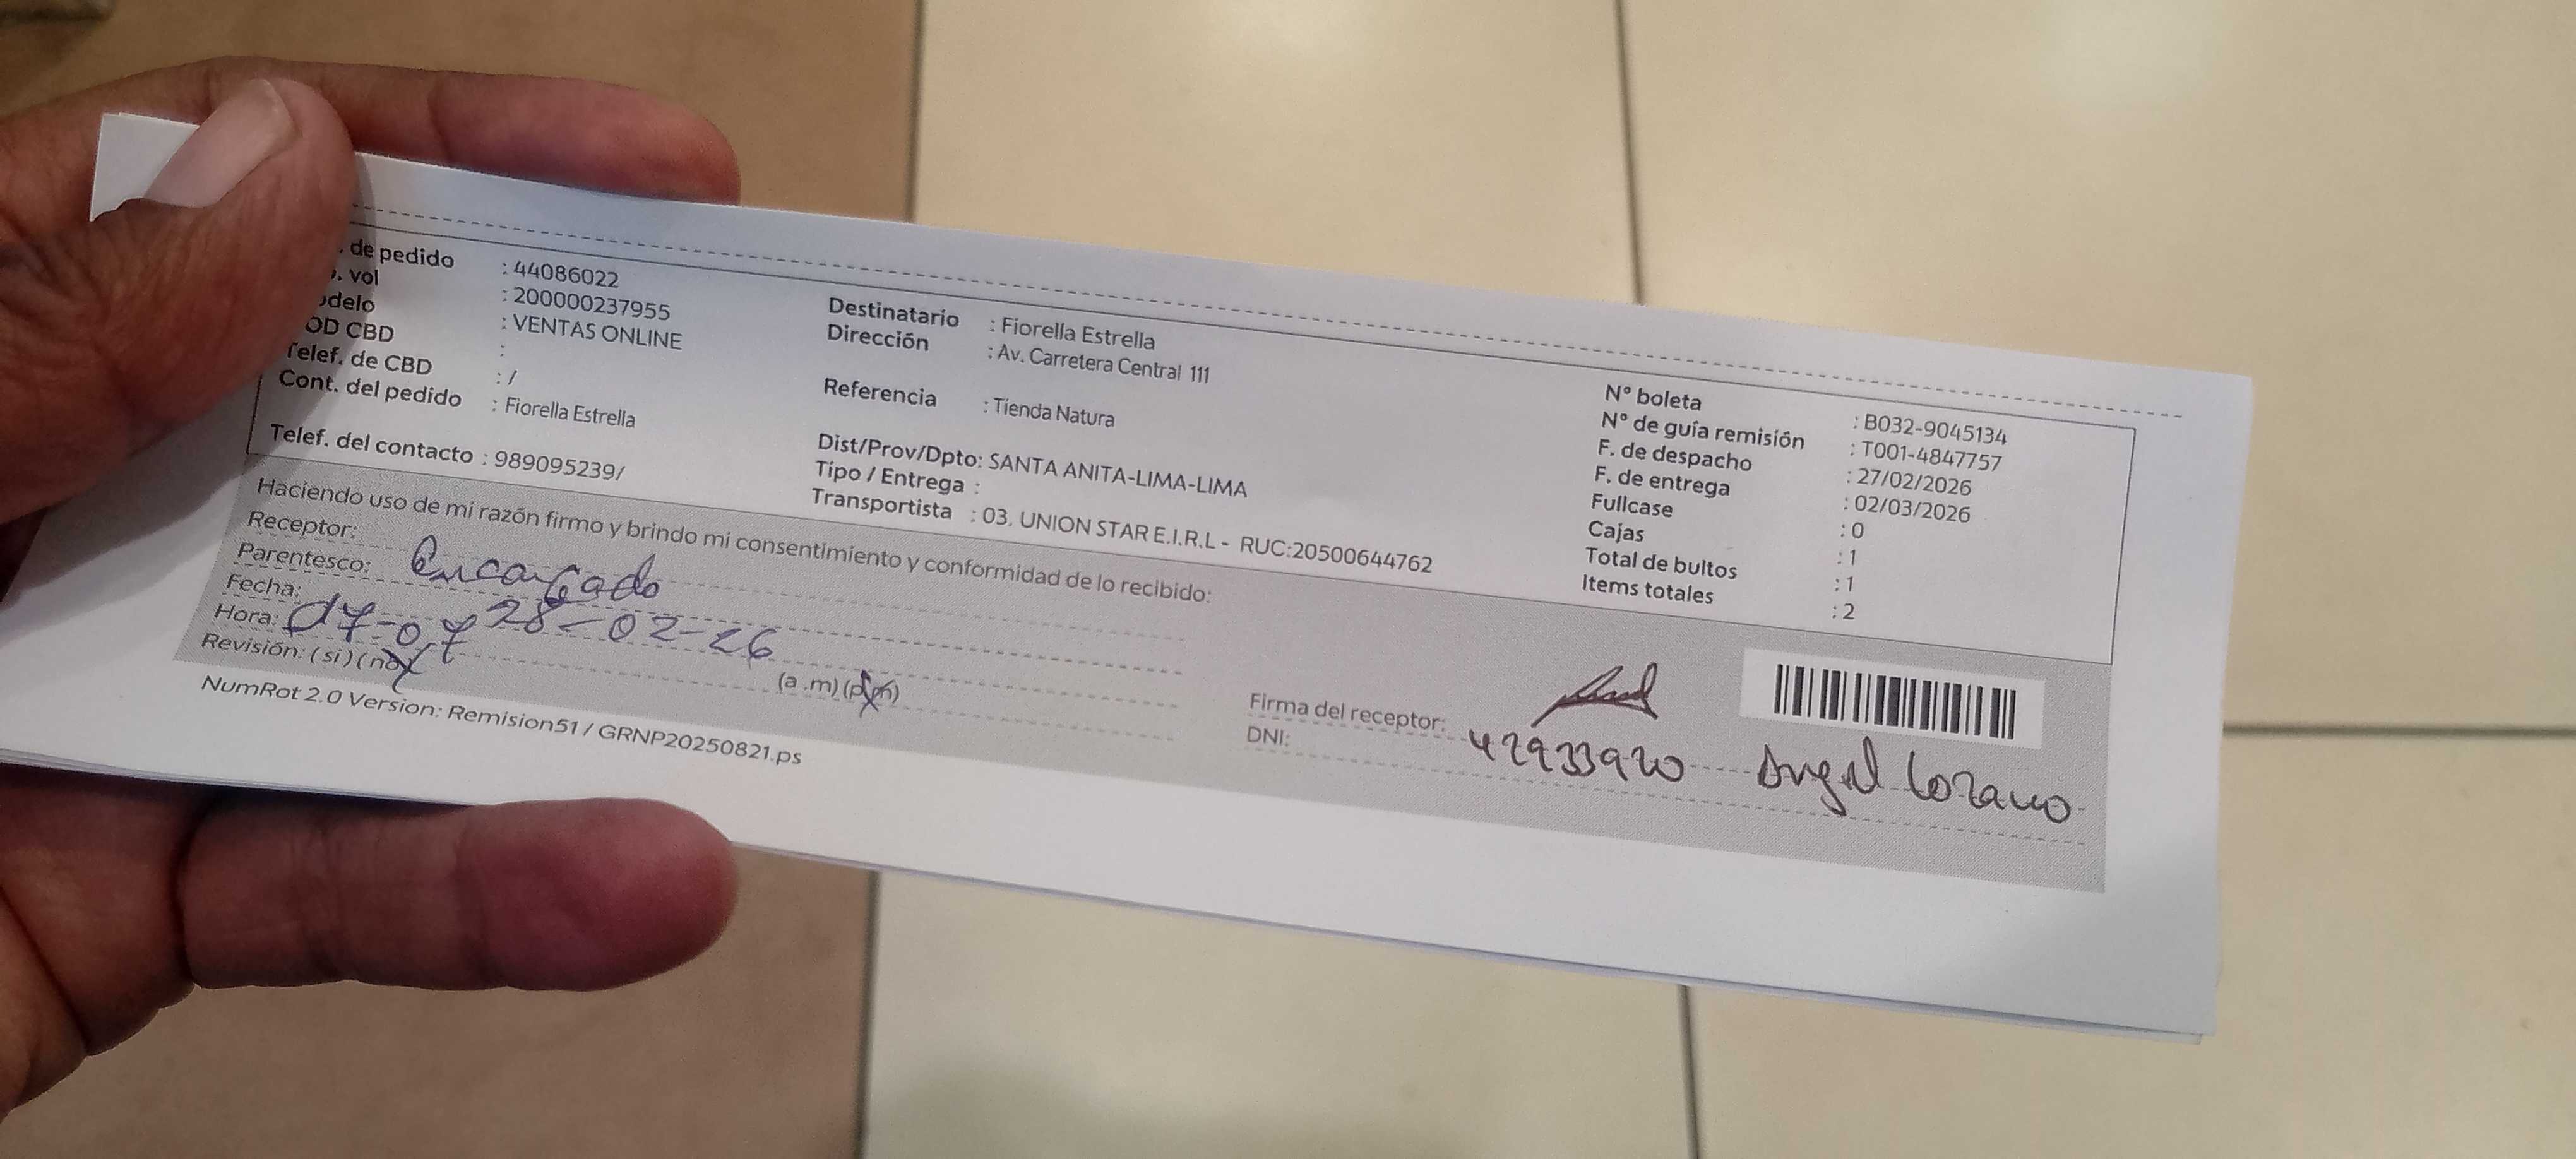 . de pedido : 44086022
. vol : 200000237955
odelo : VENTAS ONLINE
OD CBD :
Telef. de CBD : /
Cont. del pedido : Fiorella Estrella
Telef. del contacto : 989095239/
Destinatario : Fiorella Estrella
Dirección : Av. Carretera Central 111
Referencia : Tienda Natura
Dist/Prov/Dpto: SANTA ANITA-LIMA-LIMA
Tipo / Entrega :
Transportista : 03. UNION STAR E.I.R.L - RUC:20500644762
N° boleta : B032-9045134
N° de guía remisión : T001-4847757
F. de despacho : 27/02/2026
F. de entrega : 02/03/2026
Fullcase : 0
Cajas : 1
Total de bultos : 1
Items totales : 2
Haciendo uso de mi razón firmo y brindo mi consentimiento y conformidad de lo recibido:
Receptor:
Parentesco: Encargado
Fecha: 28-02-26
Hora: 07-07 (a .m) (p.m)
Revisión: (si) (no)
Firma del receptor:
DNI: 42933920 Angel Lozano
NumRot 2.0 Version: Remision51 / GRNP20250821.ps